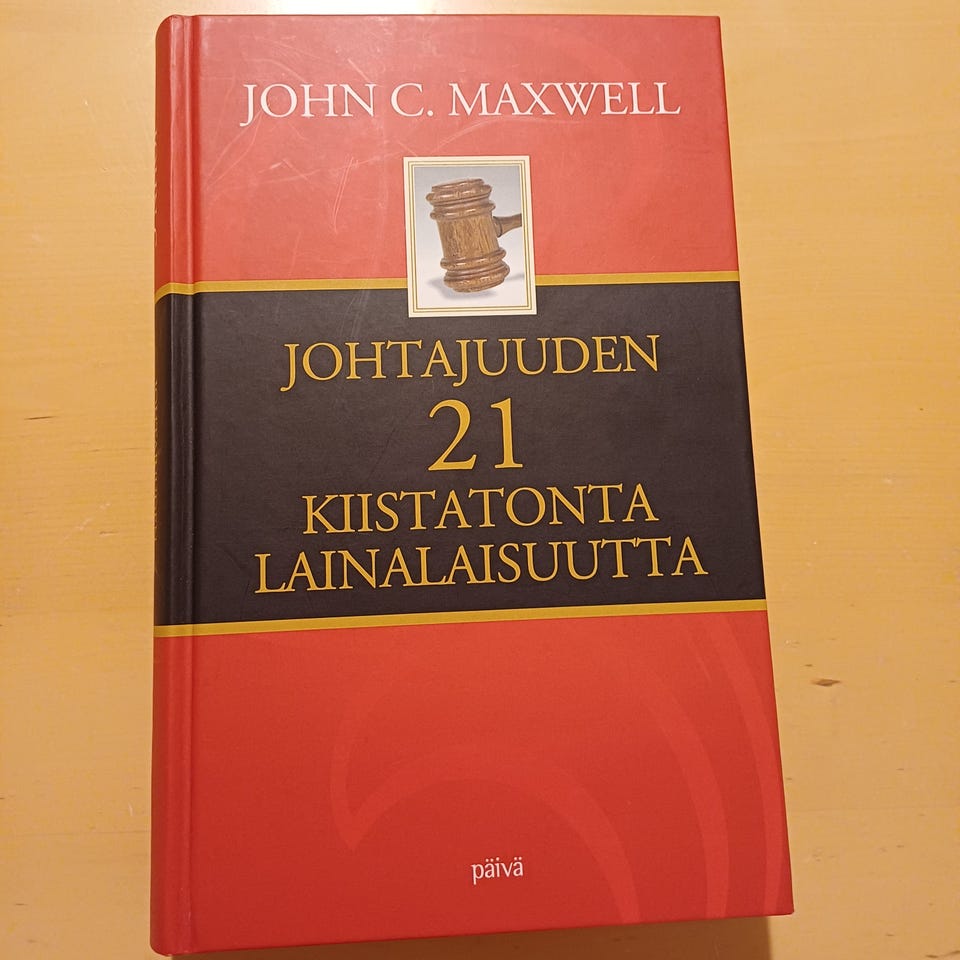 JOHN C. MAXWELL
JOHTAJUUDEN
21
KIISTATONTA
LAINALAISUUTTA
päivä